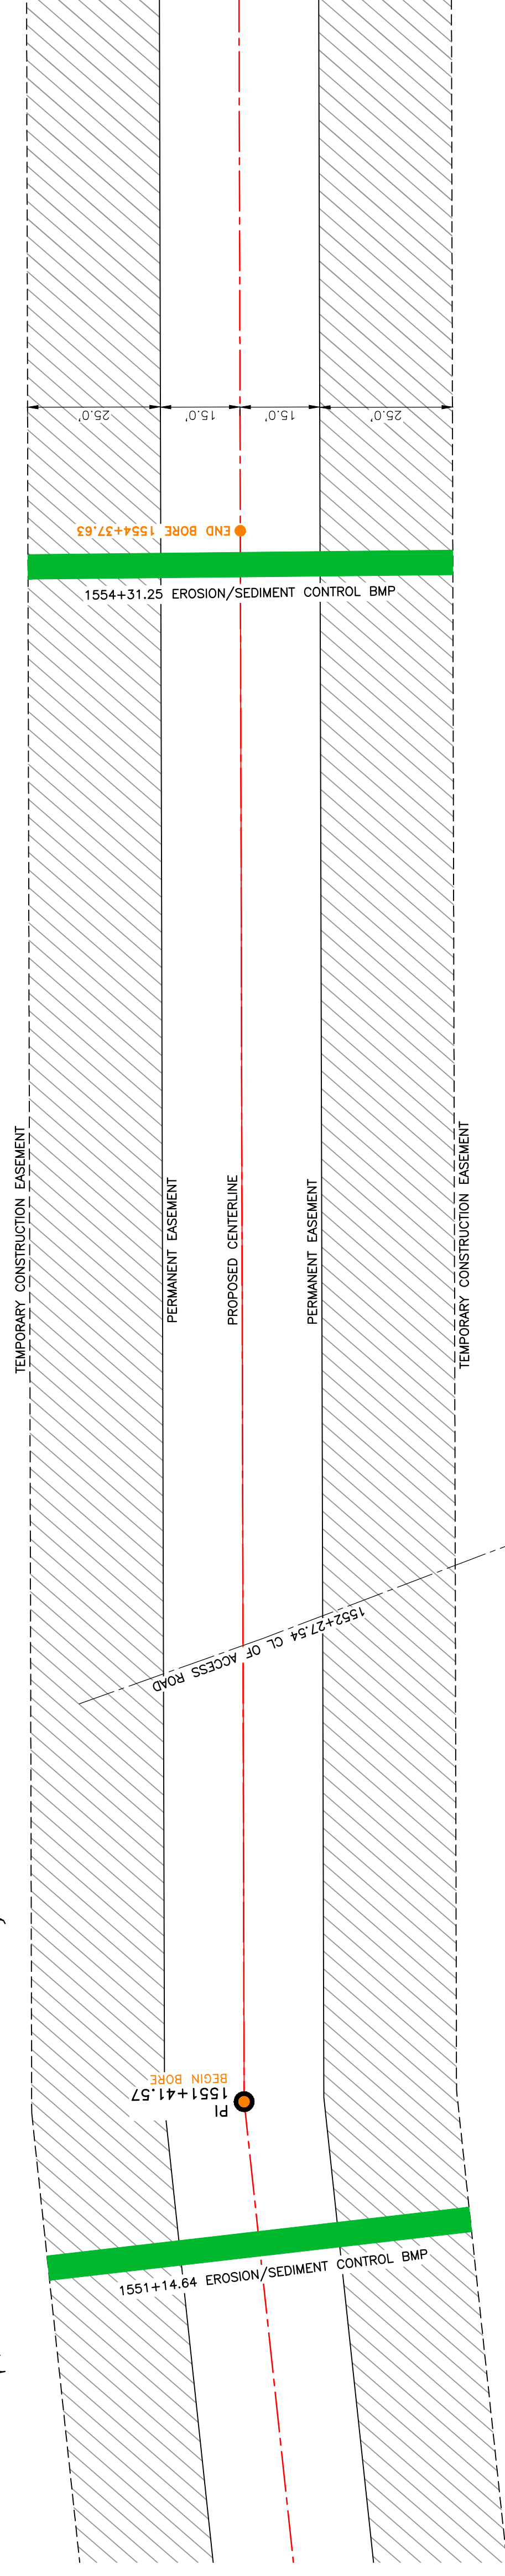 25.0'
15.0'
15.0'
25.0'
END BORE 1554+37.63
1554+31.25 EROSION/SEDIMENT CONTROL BMP
TEMPORARY CONSTRUCTION EASEMENT
PERMANENT EASEMENT
PROPOSED CENTERLINE
PERMANENT EASEMENT
TEMPORARY CONSTRUCTION EASEMENT
1552+27.54 CL OF ACCESS ROAD
PI
1551+41.57
BEGIN BORE
1551+14.64 EROSION/SEDIMENT CONTROL BMP